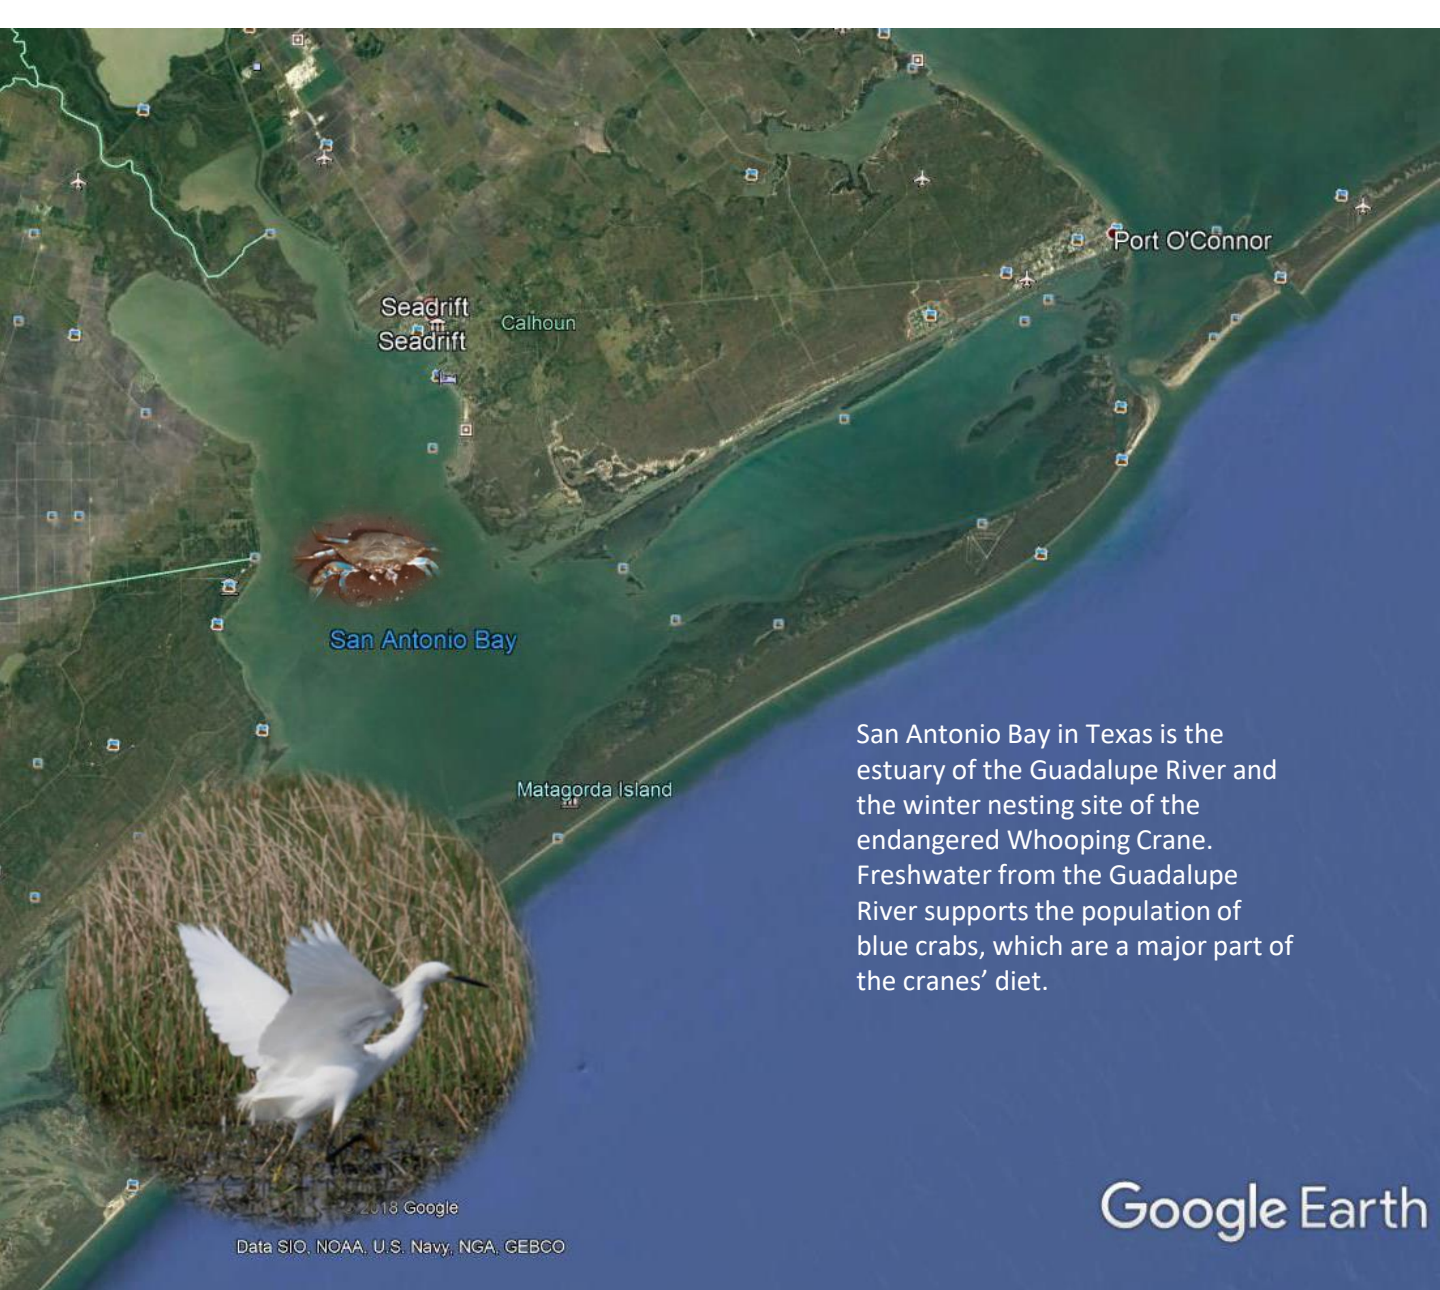 Port O'Connor
Seadrift
Calhoun
Seadrift
San Antonio Bay
San Antonio Bay in Texas is the
estuary of the Guadalupe River and
the winter nesting site of the
endangered Whooping Crane.
Freshwater from the Guadalupe
River supports the population of
blue crabs, which are a major part of
the cranes’ diet.
Matagorda Island
2018 Google
Data SIO, NOAA, U.S. Navy, NGA, GEBCO
Google Earth